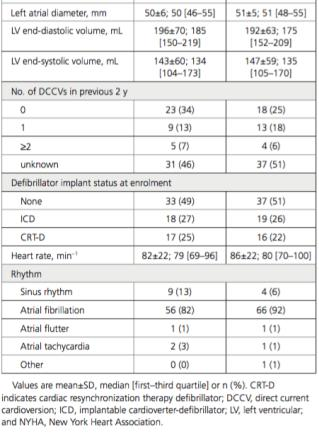 Left atrial diameter, mm 50±6; 50 [46–55] 51±5; 51 [48–55]
LV end-diastolic volume, mL 196±70; 185 [150–219] 192±63; 175 [152–209]
LV end-systolic volume, mL 143±60; 134 [104–173] 147±59; 135 [105–170]
No. of DCCVs in previous 2 y
0 23 (34) 18 (25)
1 9 (13) 13 (18)
≥2 5 (7) 4 (6)
unknown 31 (46) 37 (51)
Defibrillator implant status at enrolment
None 33 (49) 37 (51)
ICD 18 (27) 19 (26)
CRT-D 17 (25) 16 (22)
Heart rate, min⁻¹ 82±22; 79 [69–96] 86±22; 80 [70–100]
Rhythm
Sinus rhythm 9 (13) 4 (6)
Atrial fibrillation 56 (82) 66 (92)
Atrial flutter 1 (1) 1 (1)
Atrial tachycardia 2 (3) 1 (1)
Other 0 (0) 1 (1)
Values are mean±SD, median [first–third quartile] or n (%). CRT-D
indicates cardiac resynchronization therapy defibrillator; DCCV, direct current
cardioversion; ICD, implantable cardioverter-defibrillator; LV, left ventricular;
and NYHA, New York Heart Association.